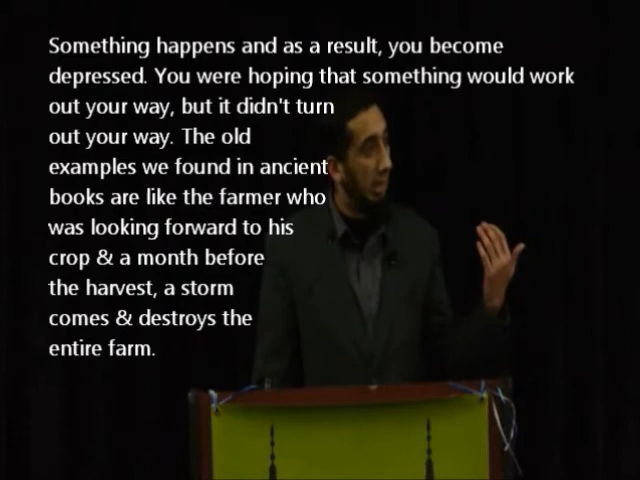 Something happens and as a result, you become
depressed. You were hoping that something would work
out your way, but it didn't turn
out your way. The old
examples we found in ancient
books are like the farmer who
was looking forward to his
crop & a month before
the harvest, a storm
comes & destroys the
entire farm.